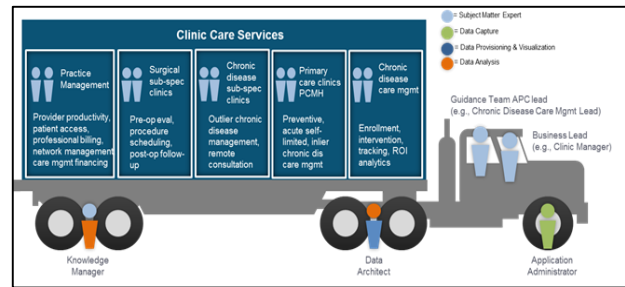 Clinic Care Services
= Subject Matter Expert
= Data Capture
= Data Provisioning & Visualization
= Data Analysis
Practice
Management
Provider productivity,
patient access,
professional billing,
network management
care mgmt financing
Surgical
sub-spec
clinics
Pre-op eval,
procedure
scheduling,
post-op follow-
up
Chronic
disease
sub-spec
clinics
Outlier chronic
disease
management,
remote
consultation
Primary
care clinics
PCMH
Preventive,
acute self-
limited, inlier
chronic dis
care mgmt
Chronic
disease
care mgmt
Enrollment,
intervention,
tracking, ROI
analytics
Guidance Team APC lead
(e.g., Chronic Disease Care Mgmt Lead)
Business Lead
(e.g., Clinic Manager)
Knowledge
Manager
Data
Architect
Application
Administrator